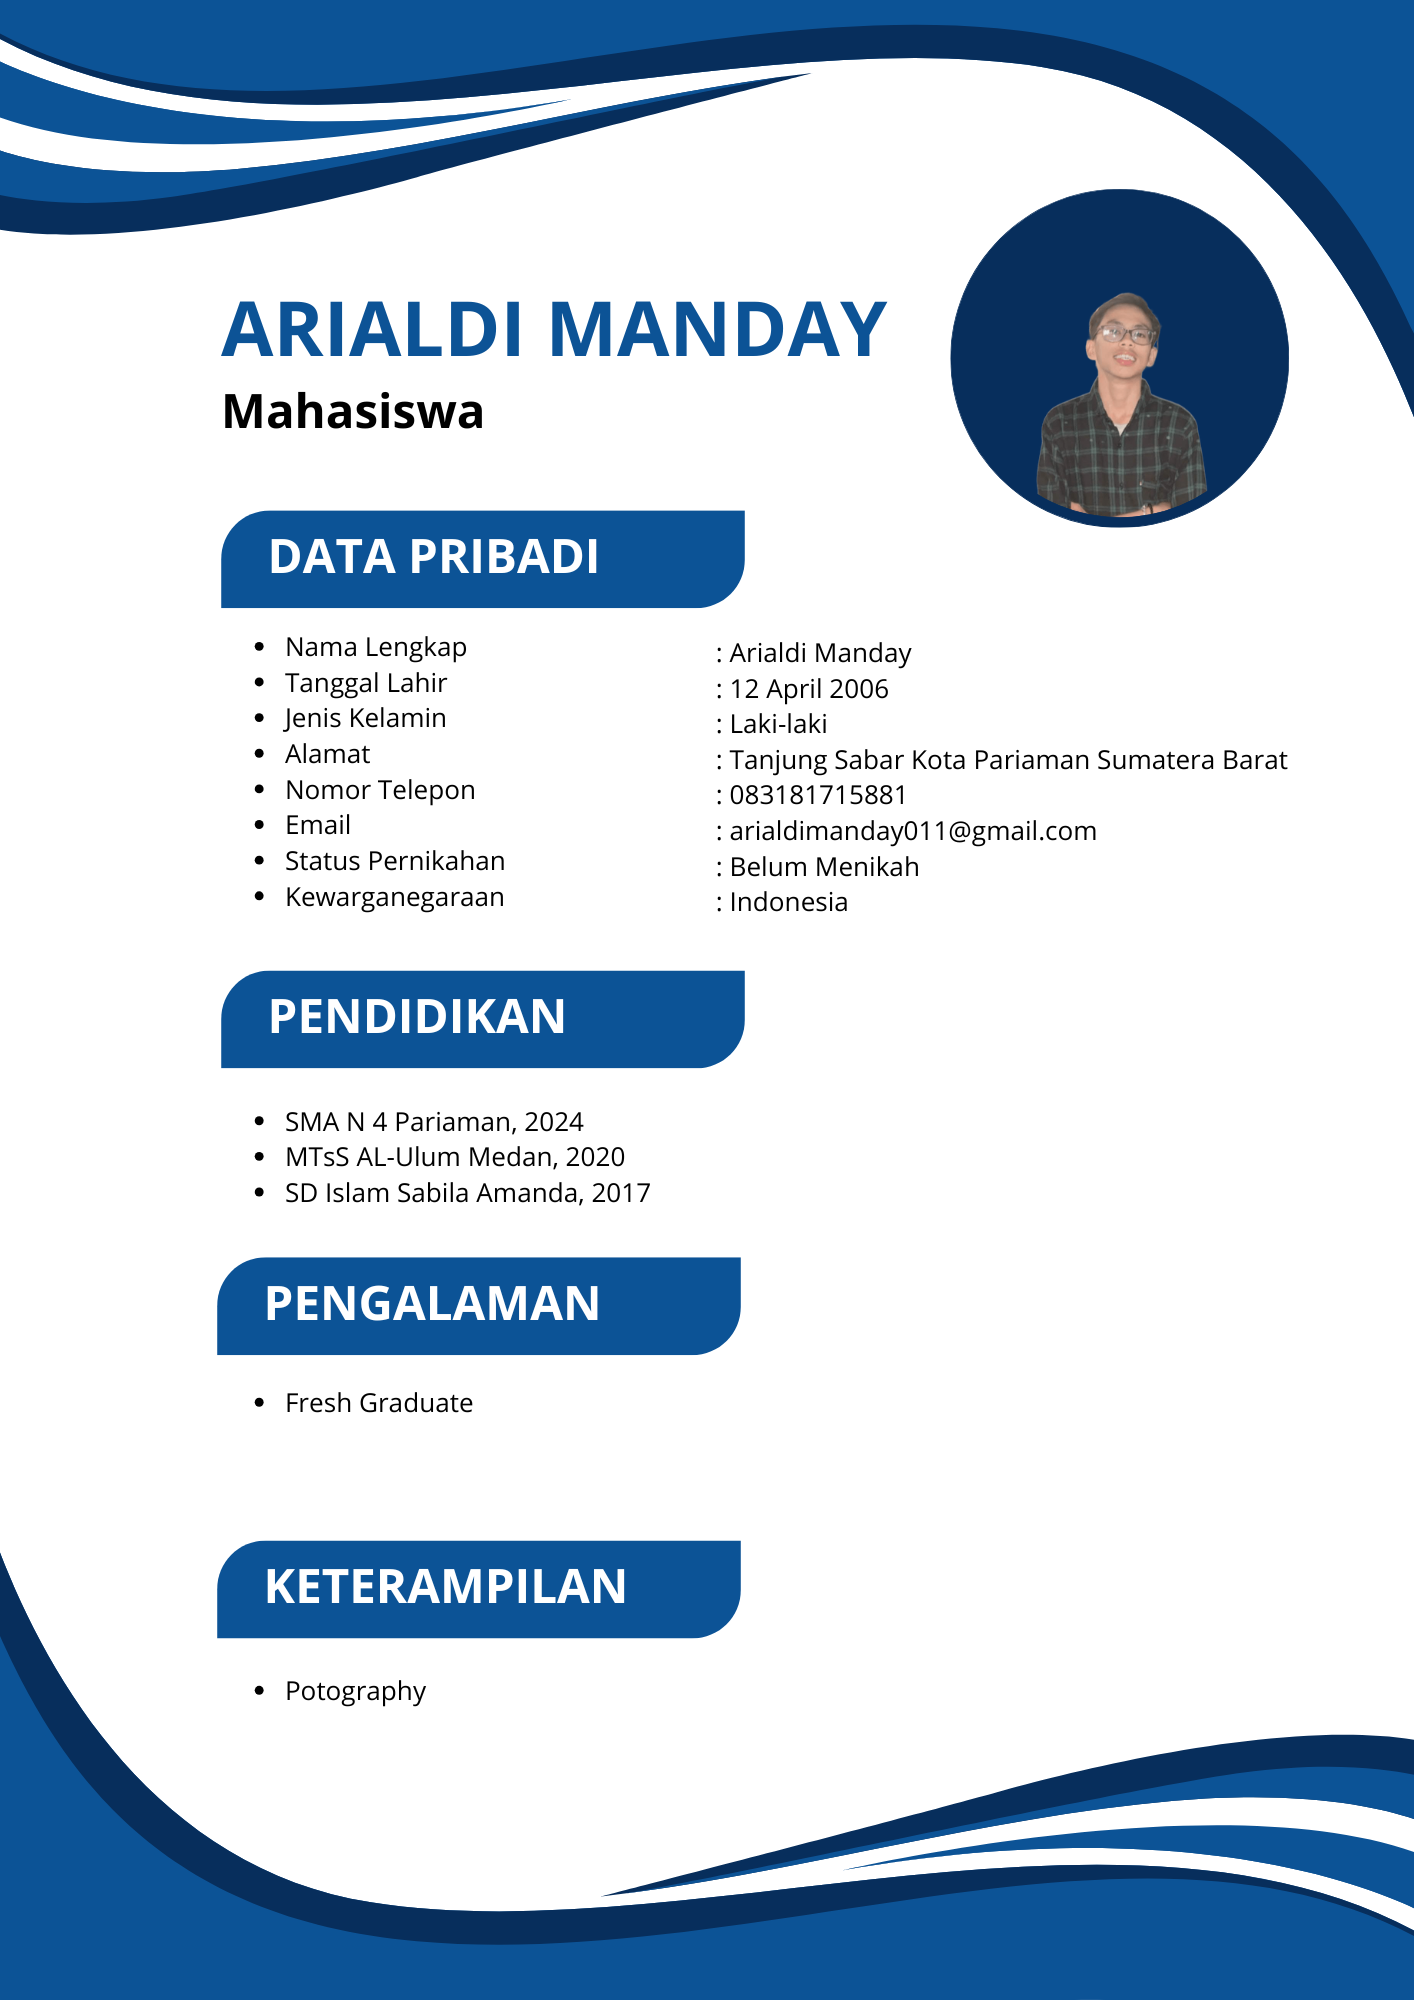 ARIALDI MANDAY
Mahasiswa
DATA PRIBADI
• Nama Lengkap : Arialdi Manday
• Tanggal Lahir : 12 April 2006
• Jenis Kelamin : Laki-laki
• Alamat : Tanjung Sabar Kota Pariaman Sumatera Barat
• Nomor Telepon : 083181715881
• Email : arialdimanday011@gmail.com
• Status Pernikahan : Belum Menikah
• Kewarganegaraan : Indonesia
PENDIDIKAN
• SMA N 4 Pariaman, 2024
• MTsS AL-Ulum Medan, 2020
• SD Islam Sabila Amanda, 2017
PENGALAMAN
• Fresh Graduate
KETERAMPILAN
• Potography